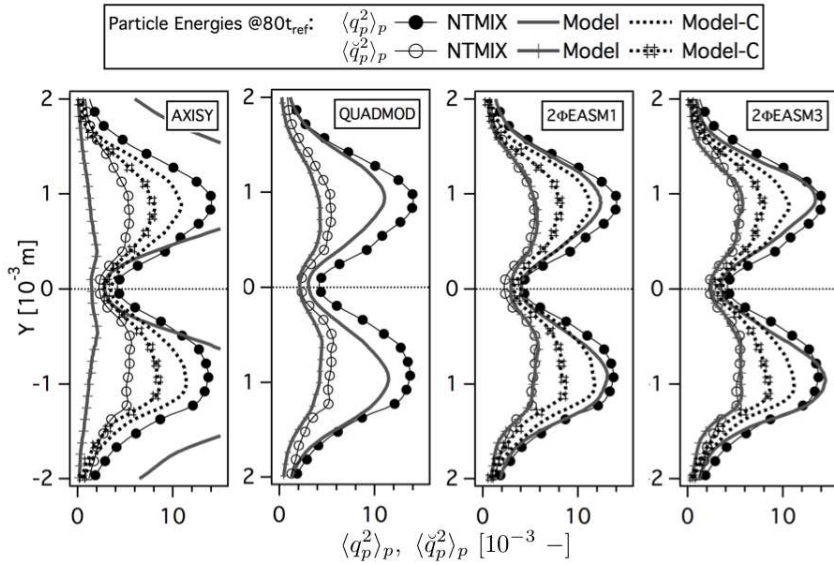 Particle Energies @80t_ref: ⟨q_p^2⟩_p NTMIX Model Model-C
⟨q̆_p^2⟩_p NTMIX Model Model-C
AXISY QUADMOD 2ΦEASM1 2ΦEASM3
2 2 2 2
1 1 1 1
0 0 0 0
-1 1 -1 -1
-2 2 -2 -2
Y [10^-3 m]
0 10 0 10 0 10 0 10
⟨q_p^2⟩_p, ⟨q̆_p^2⟩_p [10^-3 −]